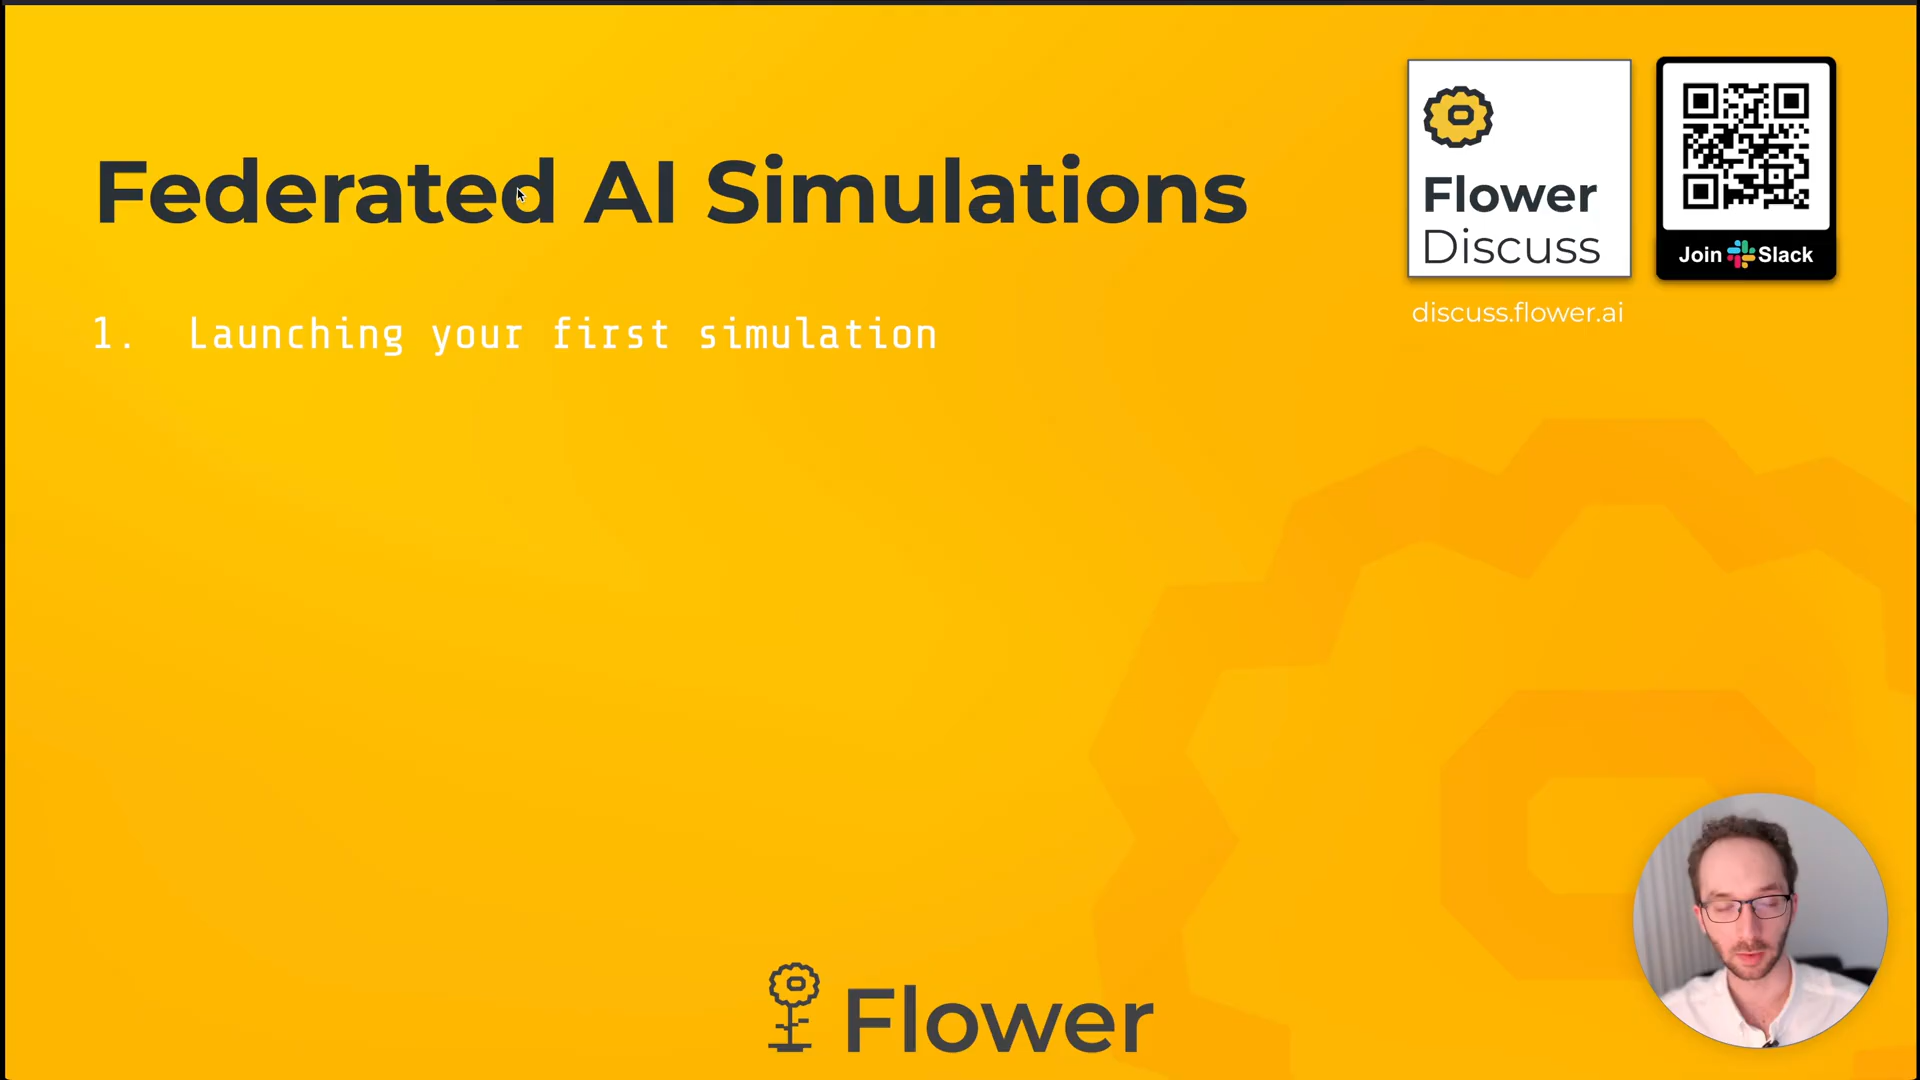 Federated AI Simulations
1. Launching your first simulation
Flower
Discuss
discuss.flower.ai
Join Slack
Flower